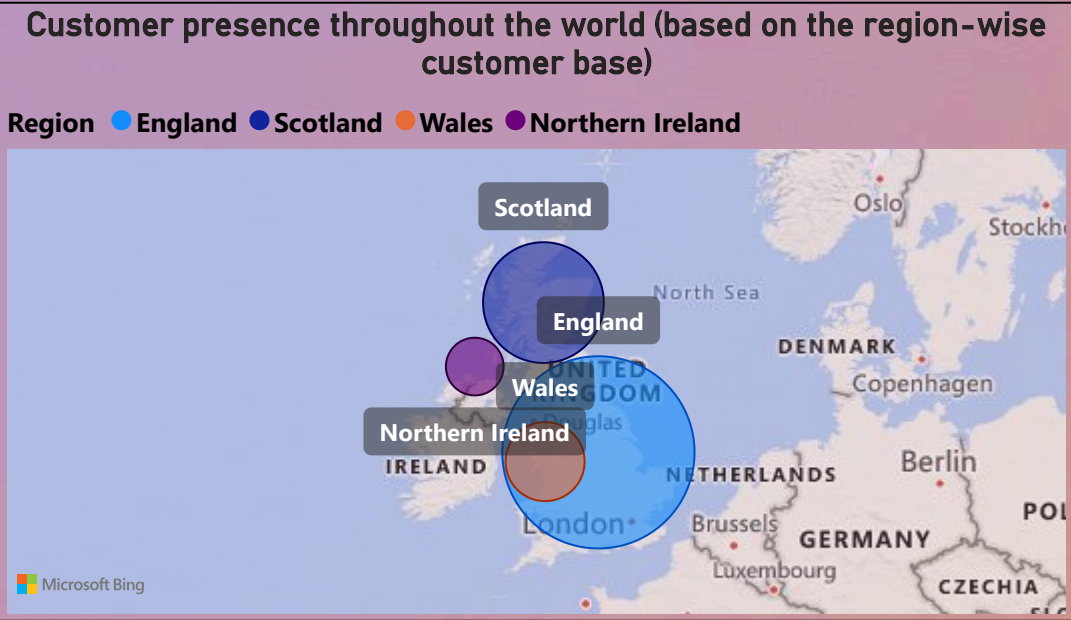 Customer presence throughout the world (based on the region-wise
customer base)
Region England Scotland Wales Northern Ireland
Scotland
Oslo
Stockh
North Sea
England
DENMARK
UNITED
KINGDOM
Copenhagen
Wales
Douglas
Northern Ireland
IRELAND
NETHERLANDS
Berlin
London
Brussels
POL
GERMANY
Luxembourg
CZECHIA
Microsoft Bing